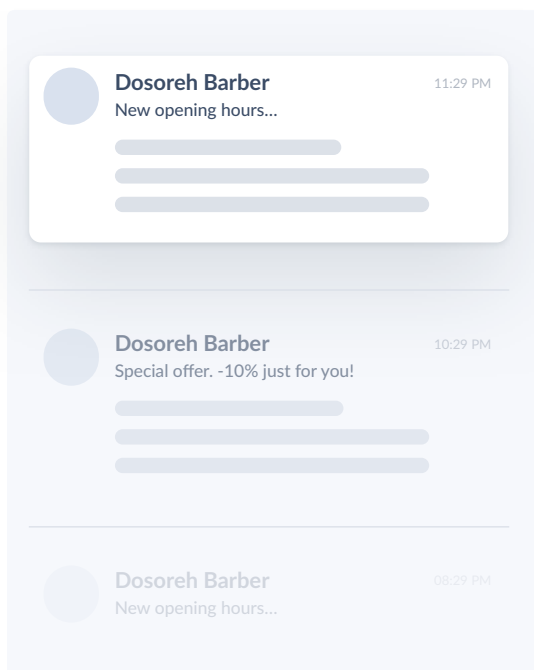 Dosoreh Barber
11:29 PM
New opening hours...
Dosoreh Barber
10:29 PM
Special offer. -10% just for you!
Dosoreh Barber
08:29 PM
New opening hours...